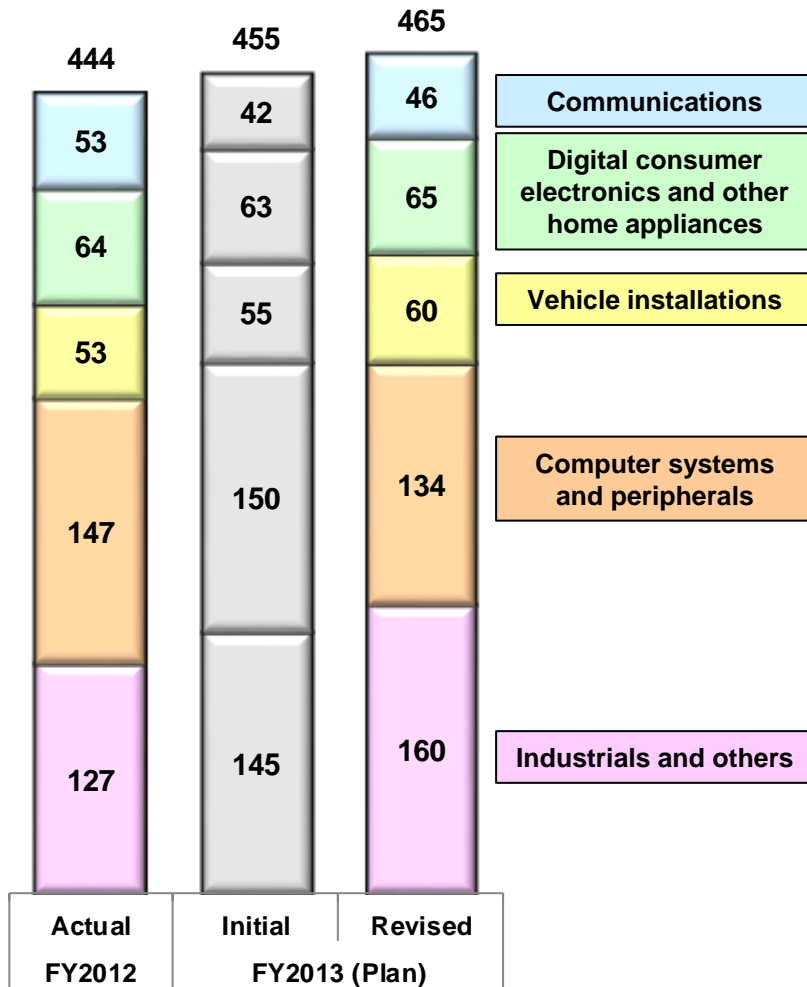 444
455
465
53
42
46
Communications
64
63
65
Digital consumer
electronics and other
home appliances
53
55
60
Vehicle installations
147
150
134
Computer systems
and peripherals
127
145
160
Industrials and others
Actual
Initial
Revised
FY2012
FY2013 (Plan)